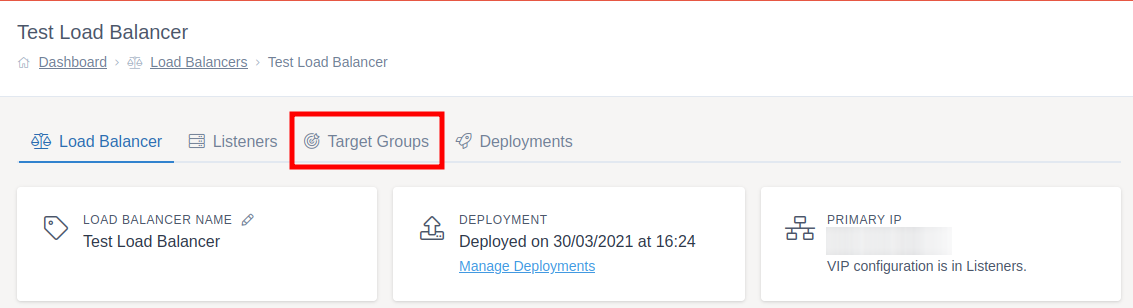 Test Load Balancer
Dashboard › Load Balancers › Test Load Balancer
Load Balancer Listeners Target Groups Deployments
LOAD BALANCER NAME
Test Load Balancer
DEPLOYMENT
Deployed on 30/03/2021 at 16:24
Manage Deployments
PRIMARY IP
VIP configuration is in Listeners.